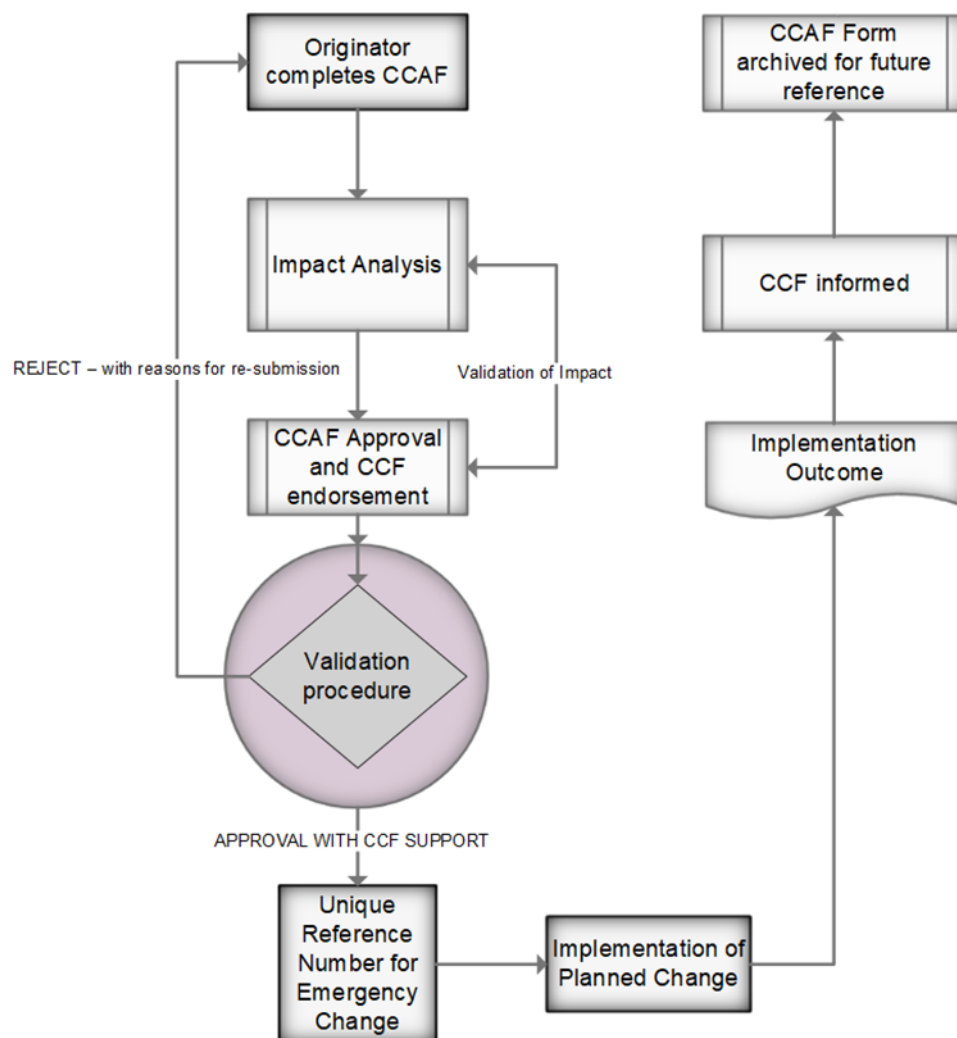 Originator
completes CCAF
Impact Analysis
REJECT – with reasons for re-submission
Validation of Impact
CCAF Approval
and CCF
endorsement
Validation
procedure
APPROVAL WITH CCF SUPPORT
Unique
Reference
Number for
Emergency
Change
Implementation of
Planned Change
Implementation
Outcome
CCF informed
CCAF Form
archived for future
reference